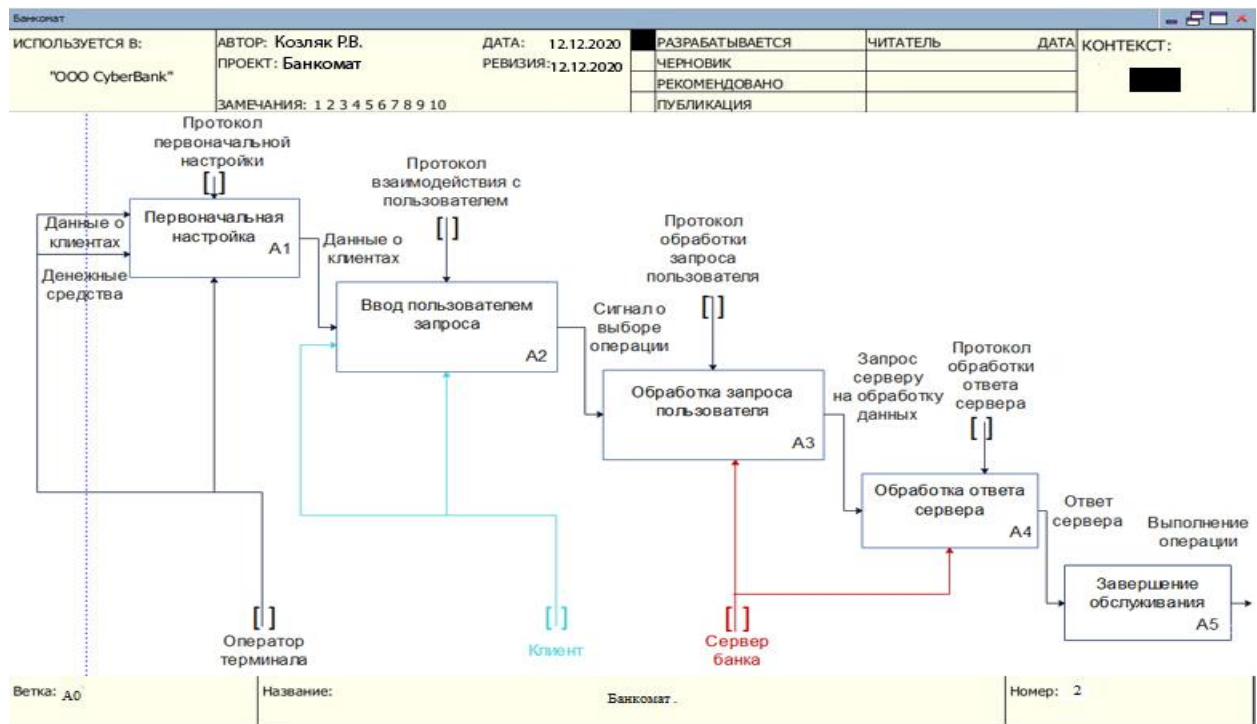 Банкомат
ИСПОЛЬЗУЕТСЯ В:
"ООО CyberBank"
АВТОР: Козляк Р.В.
ДАТА: 12.12.2020
ПРОЕКТ: Банкомат
РЕВИЗИЯ: 12.12.2020
ЗАМЕЧАНИЯ: 1 2 3 4 5 6 7 8 9 10
РАЗРАБАТЫВАЕТСЯ
ЧЕРНОВИК
РЕКОМЕНДОВАНО
ПУБЛИКАЦИЯ
ЧИТАТЕЛЬ
ДАТА
КОНТЕКСТ:
Протокол
первоначальной
настройки
[ ]
Данные о
клиентах
Денежные
средства
Первоначальная
настройка
A1
Данные о
клиентах
Протокол
взаимодействия с
пользователем
[ ]
Ввод пользователем
запроса
A2
Сигнал о
выборе
операции
Протокол
обработки
запроса
пользователя
[ ]
Обработка запроса
пользователя
A3
Запрос
серверу
на обработку
данных
Протокол
обработки
ответа
сервера
[ ]
Обработка ответа
сервера
A4
Ответ
сервера
Выполнение
операции
Завершение
обслуживания
A5
[ ]
Оператор
терминала
[ ]
Клиент
[ ]
Сервер
банка
Ветка: A0
Название:
Банкомат.
Номер: 2